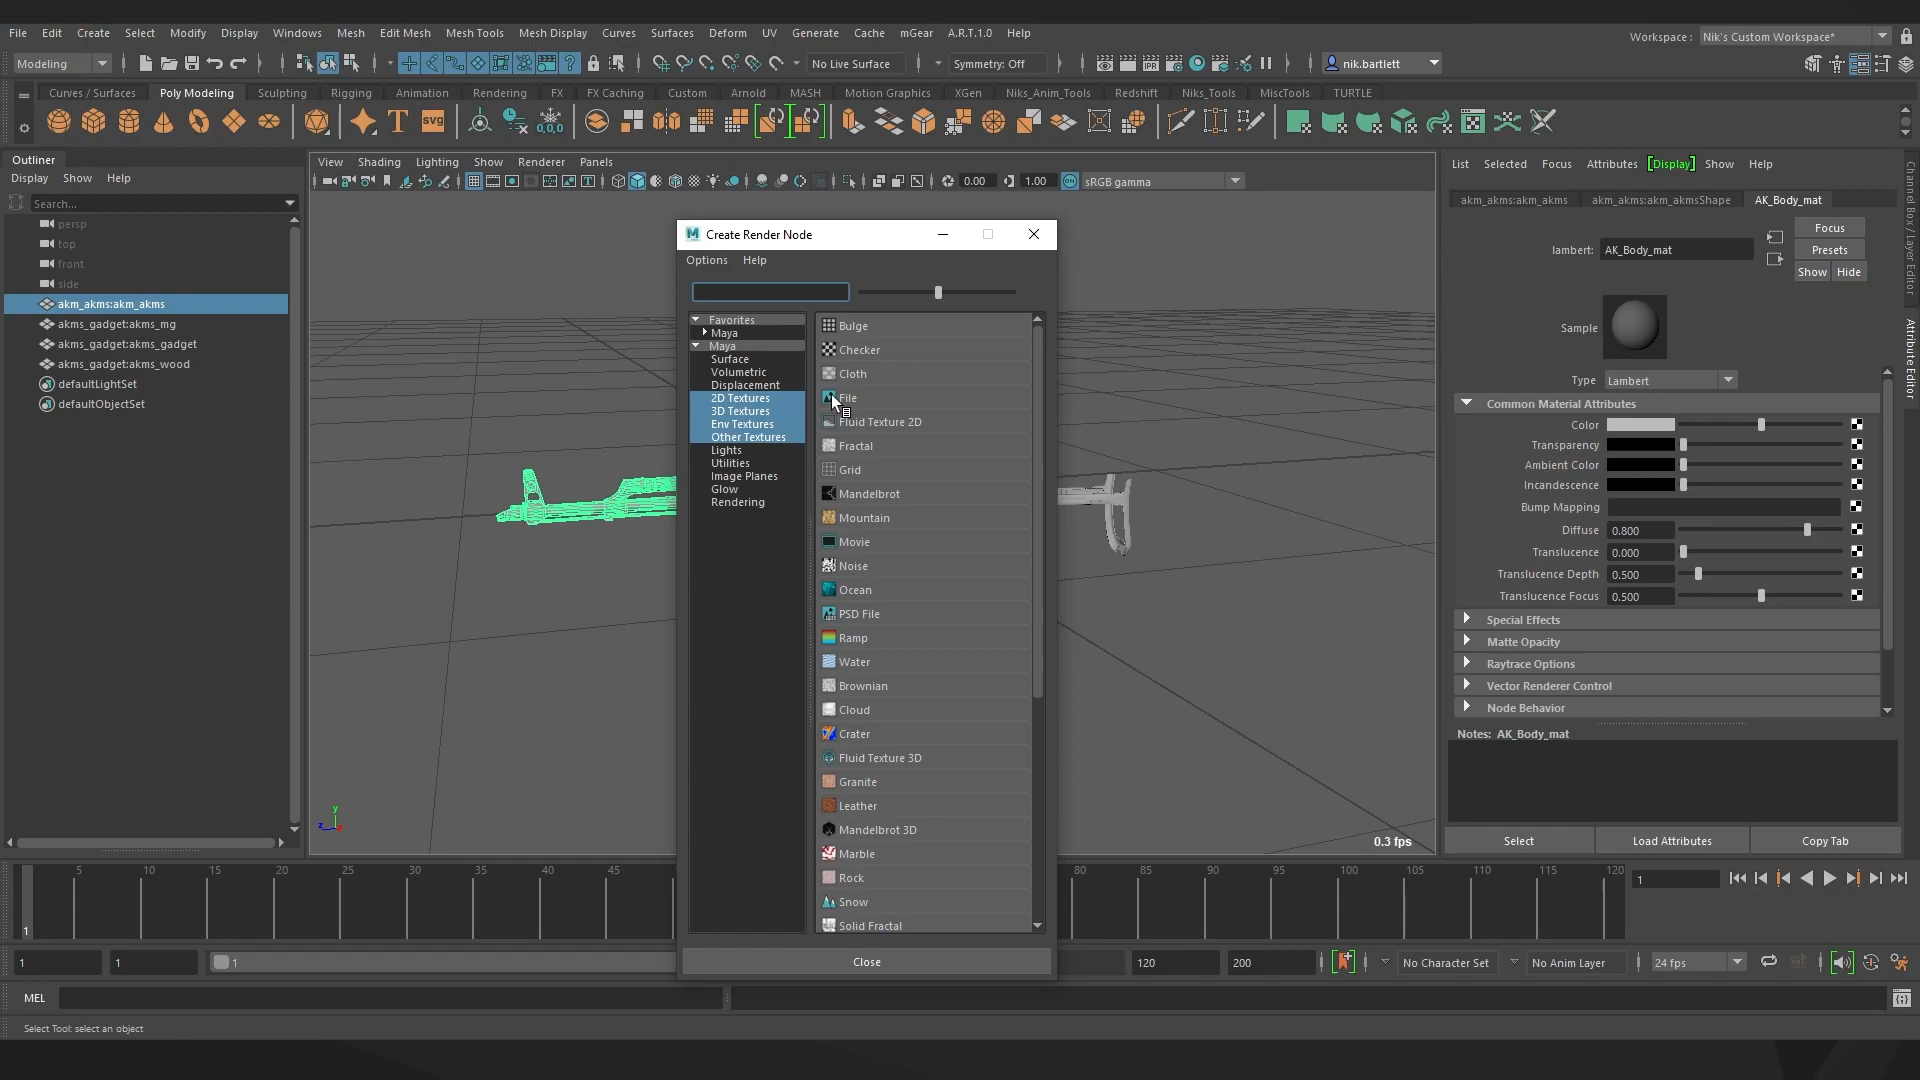 File Edit Create Select Modify Display Windows Mesh Edit Mesh Mesh Tools Mesh Display Curves Surfaces Deform UV Generate Cache mGear A.R.T.1.0 Help
Workspace : Nik's Custom Workspace*
Modeling No Live Surface Symmetry: Off nik.bartlett
Curves / Surfaces Poly Modeling Sculpting Rigging Animation Rendering FX FX Caching Custom Arnold MASH Motion Graphics XGen Niks_Anim_Tools Redshift Niks_Tools MiscTools TURTLE
svg 0,0,0
Outliner
Display Show Help
Search...
persp
top
front
side
akm_akms:akm_akms
akms_gadget:akms_mg
akms_gadget:akms_gadget
akms_gadget:akms_wood
defaultLightSet
defaultObjectSet
View Shading Lighting Show Renderer Panels
0.00 1.00 sRGB gamma
Create Render Node
Options Help
Favorites
Maya
Maya
Surface
Volumetric
Displacement
2D Textures
3D Textures
Env Textures
Other Textures
Lights
Utilities
Image Planes
Glow
Rendering
Bulge
Checker
Cloth
File
Fluid Texture 2D
Fractal
Grid
Mandelbrot
Mountain
Movie
Noise
Ocean
PSD File
Ramp
Water
Brownian
Cloud
Crater
Fluid Texture 3D
Granite
Leather
Mandelbrot 3D
Marble
Rock
Snow
Solid Fractal
Close
y
z x
0.3 fps
List Selected Focus Attributes Display Show Help
akm_akms:akm_akms akm_akms:akm_akmsShape AK_Body_mat
lambert: AK_Body_mat
Focus
Presets
Show Hide
Sample
Type Lambert
Common Material Attributes
Color
Transparency
Ambient Color
Incandescence
Bump Mapping
Diffuse 0.800
Translucence 0.000
Translucence Depth 0.500
Translucence Focus 0.500
Special Effects
Matte Opacity
Raytrace Options
Vector Renderer Control
Node Behavior
Notes: AK_Body_mat
Select Load Attributes Copy Tab
Channel Box / Layer Editor
Attribute Editor
5 10 15 20 25 30 35 40 45 80 85 90 95 100 105 110 115 120
1
1
1 1 1 120 200 No Character Set No Anim Layer 24 fps
MEL
Select Tool: select an object